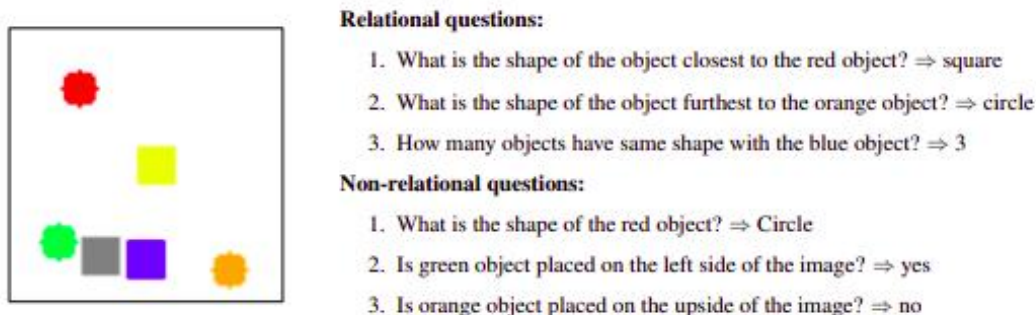 Relational questions:
1. What is the shape of the object closest to the red object? ⇒ square
2. What is the shape of the object furthest to the orange object? ⇒ circle
3. How many objects have same shape with the blue object? ⇒ 3
Non-relational questions:
1. What is the shape of the red object? ⇒ Circle
2. Is green object placed on the left side of the image? ⇒ yes
3. Is orange object placed on the upside of the image? ⇒ no